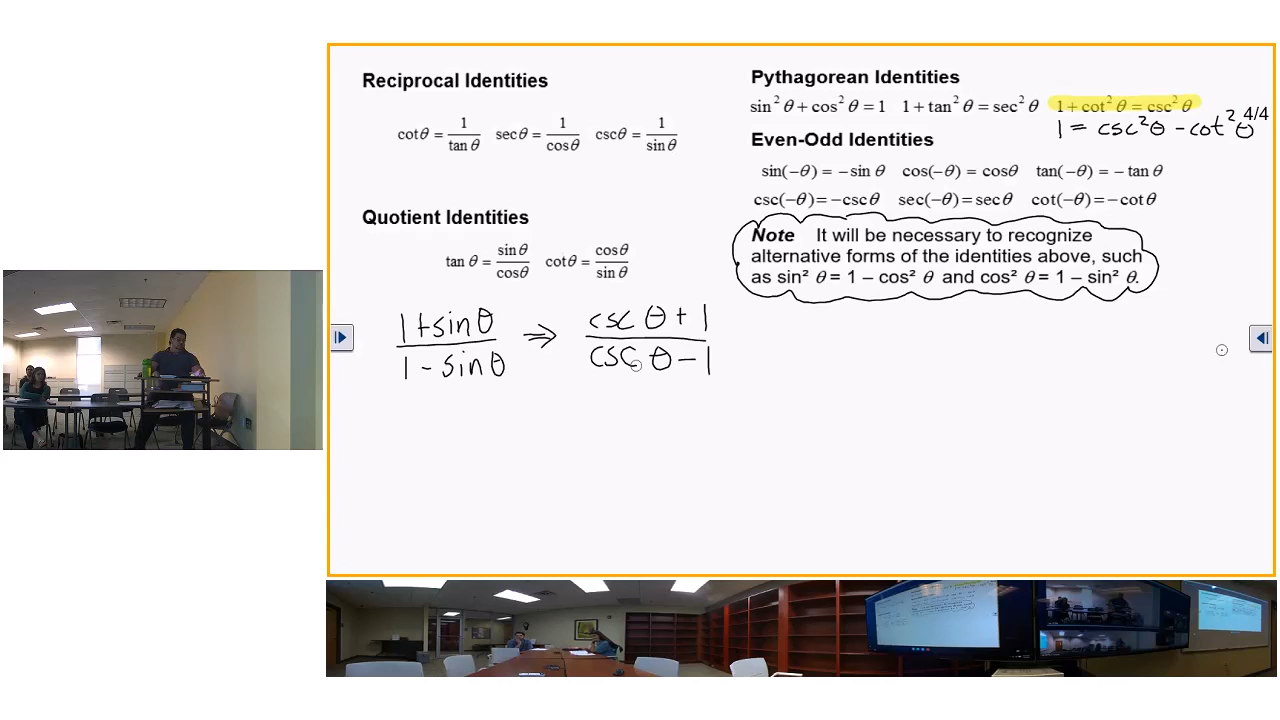 Reciprocal Identities
cotθ = 1/tanθ secθ = 1/cosθ cscθ = 1/sinθ
Quotient Identities
tanθ = sinθ/cosθ cotθ = cosθ/sinθ
1+sinθ/1-sinθ ⇒ cscθ+1/cscθ-1
Pythagorean Identities
sin²θ + cos²θ = 1 1 + tan²θ = sec²θ 1 + cot²θ = csc²θ
4/4
1 = csc²θ - cot²θ
Even-Odd Identities
sin(−θ) = −sinθ cos(−θ) = cosθ tan(−θ) = −tanθ
csc(−θ) = −cscθ sec(−θ) = secθ cot(−θ) = −cotθ
Note It will be necessary to recognize
alternative forms of the identities above, such
as sin² θ = 1 – cos² θ and cos² θ = 1 – sin² θ.